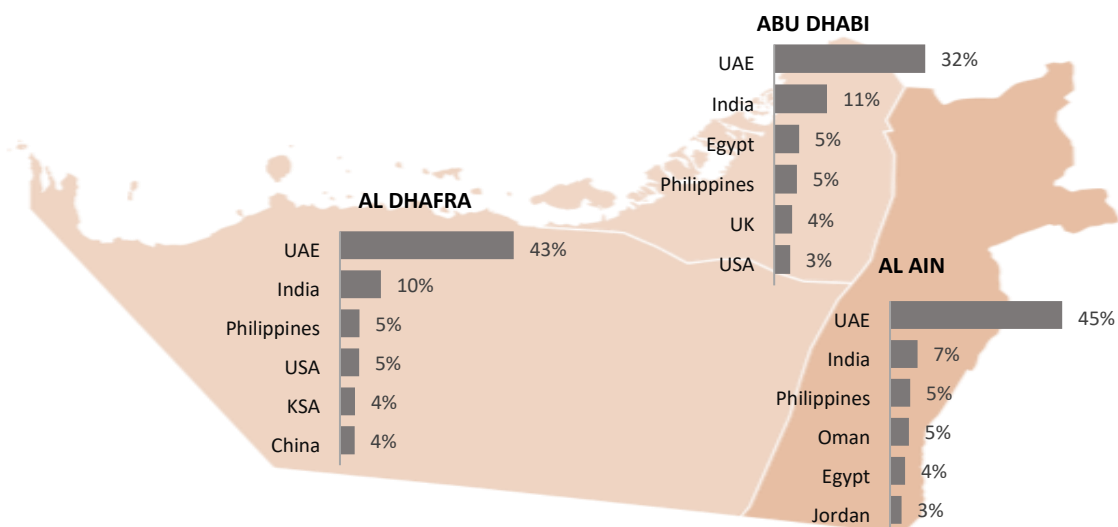 ABU DHABI
UAE 32%
India 11%
Egypt 5%
Philippines 5%
UK 4%
USA 3%
AL DHAFRA
UAE 43%
India 10%
Philippines 5%
USA 5%
KSA 4%
China 4%
AL AIN
UAE 45%
India 7%
Philippines 5%
Oman 5%
Egypt 4%
Jordan 3%